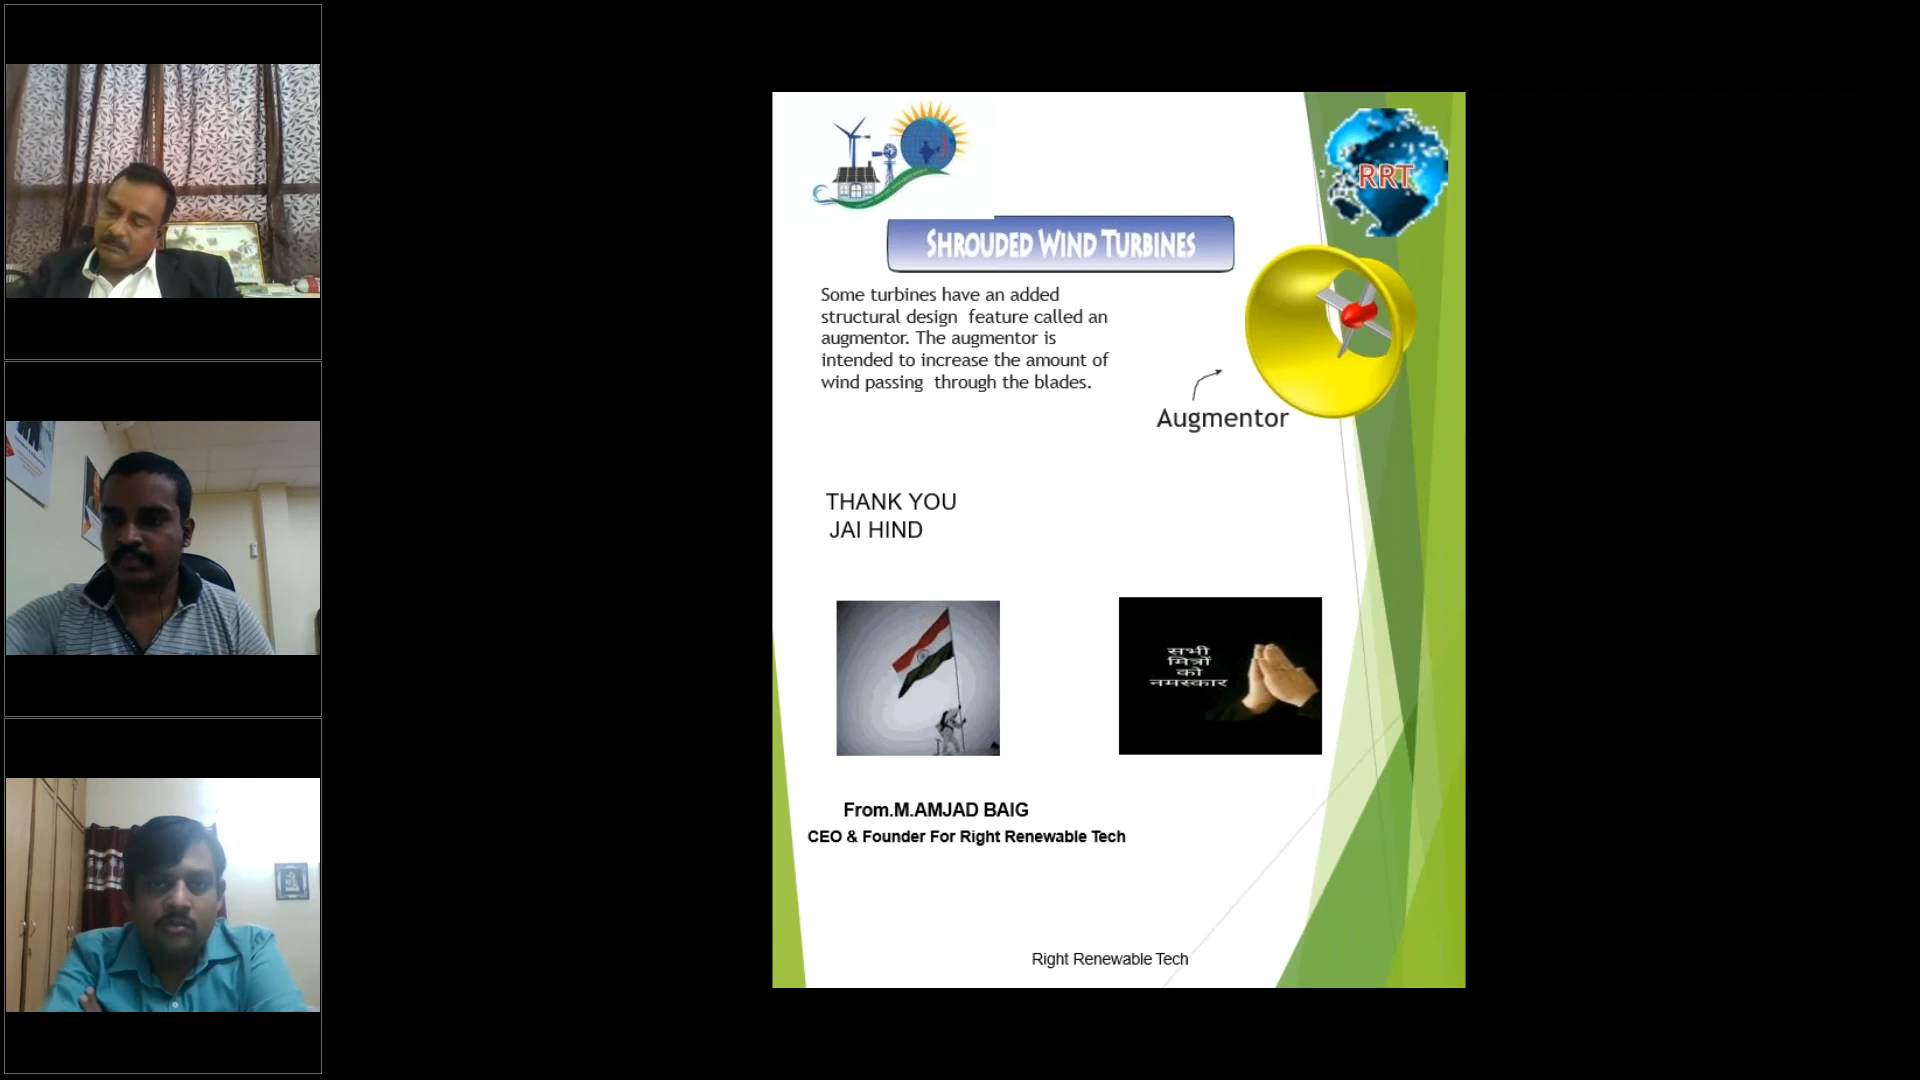 RRT
SHROUDED WIND TURBINES
Some turbines have an added
structural design feature called an
augmentor. The augmentor is
intended to increase the amount of
wind passing through the blades.
Augmentor
THANK YOU
JAI HIND
सभी
मित्रों
को
नमस्कार
From.M.AMJAD BAIG
CEO & Founder For Right Renewable Tech
Right Renewable Tech